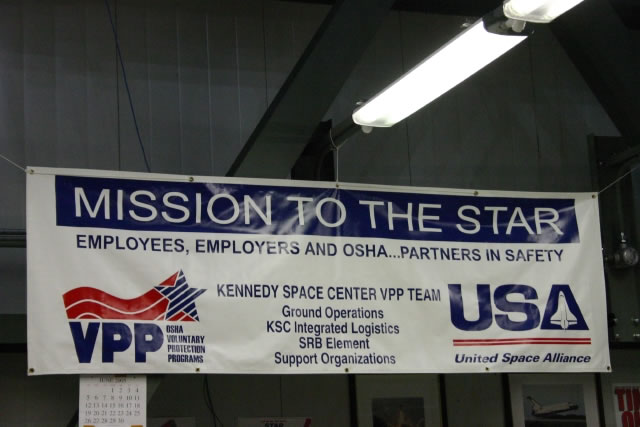 MISSION TO THE STAR
EMPLOYEES, EMPLOYERS AND OSHA...PARTNERS IN SAFETY
VPP
OSHA
VOLUNTARY
PROTECTION
PROGRAMS
KENNEDY SPACE CENTER VPP TEAM
Ground Operations
KSC Integrated Logistics
SRB Element
Support Organizations
USA
United Space Alliance